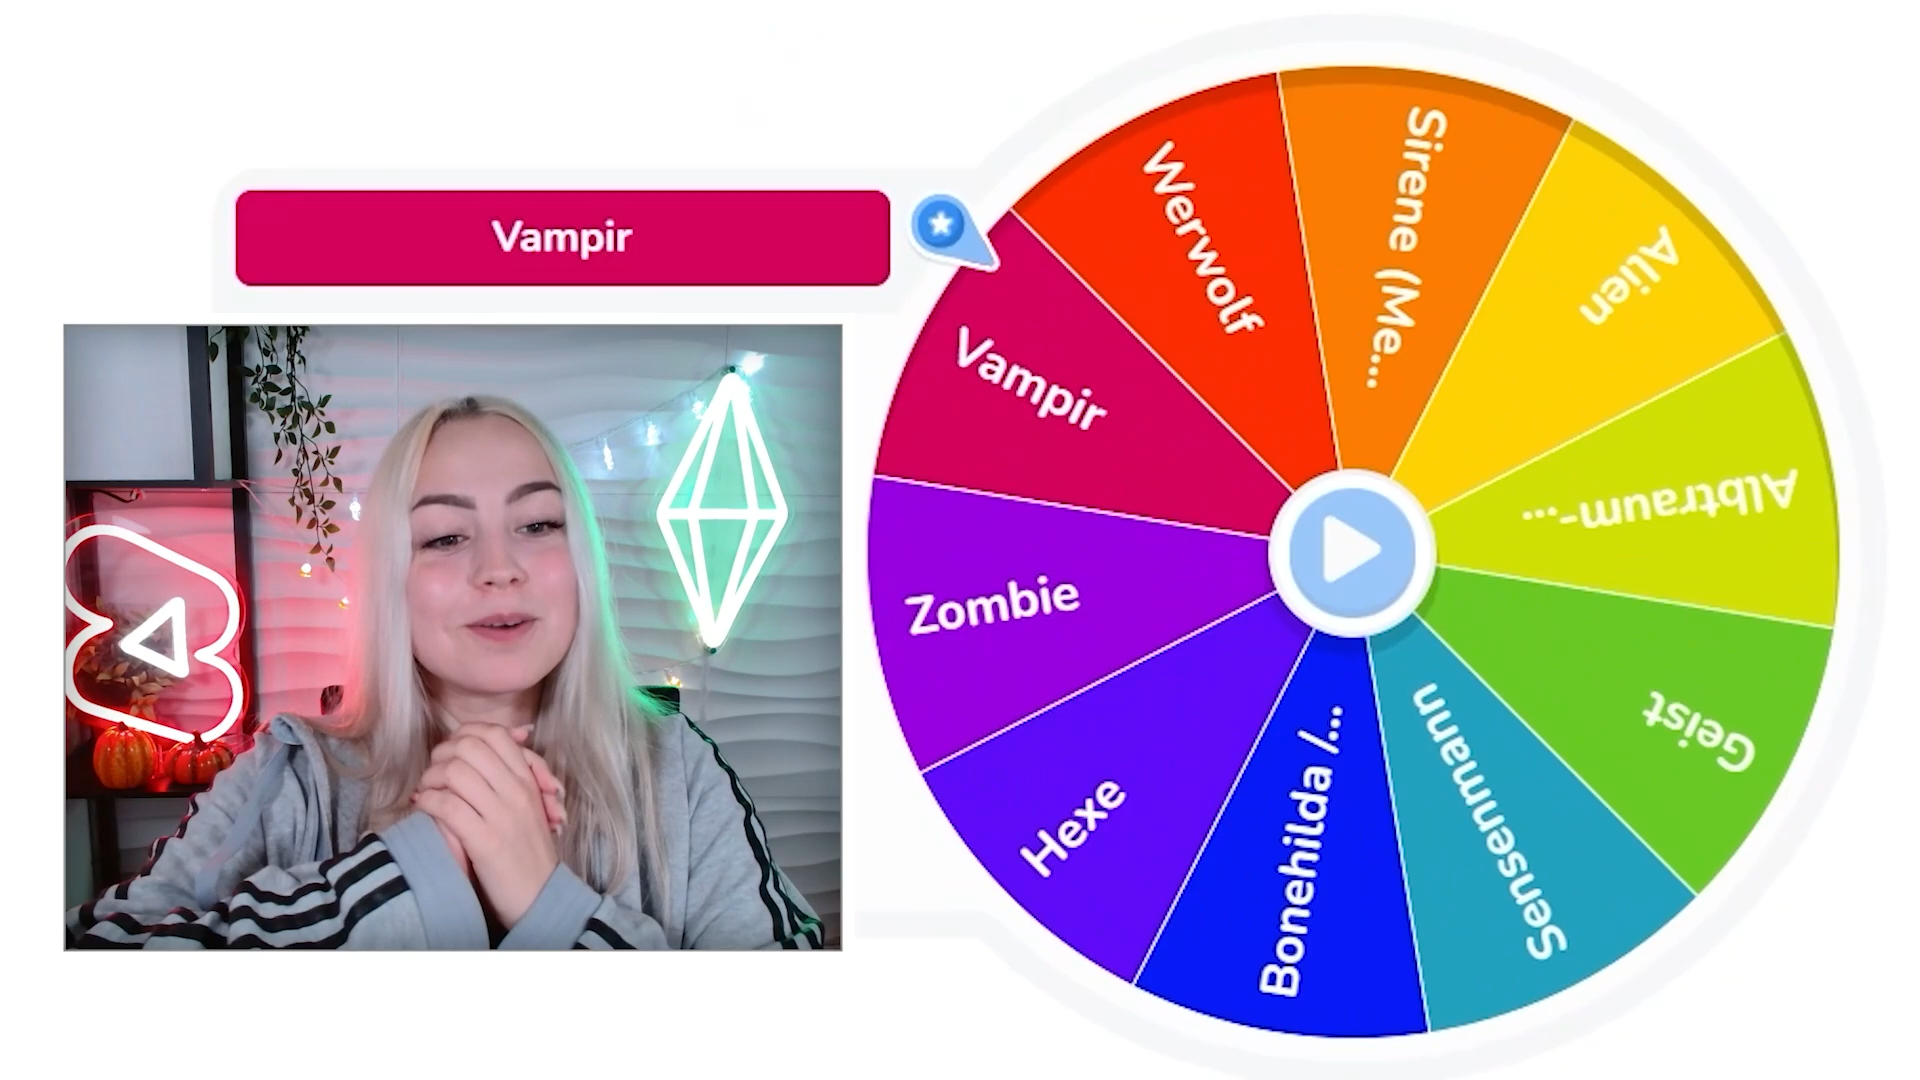 Vampir
Werwolf
Sirene (Me...
Alien
Albtraum-...
Geist
Sensenmann
Bonehilda /...
Hexe
Zombie
Vampir